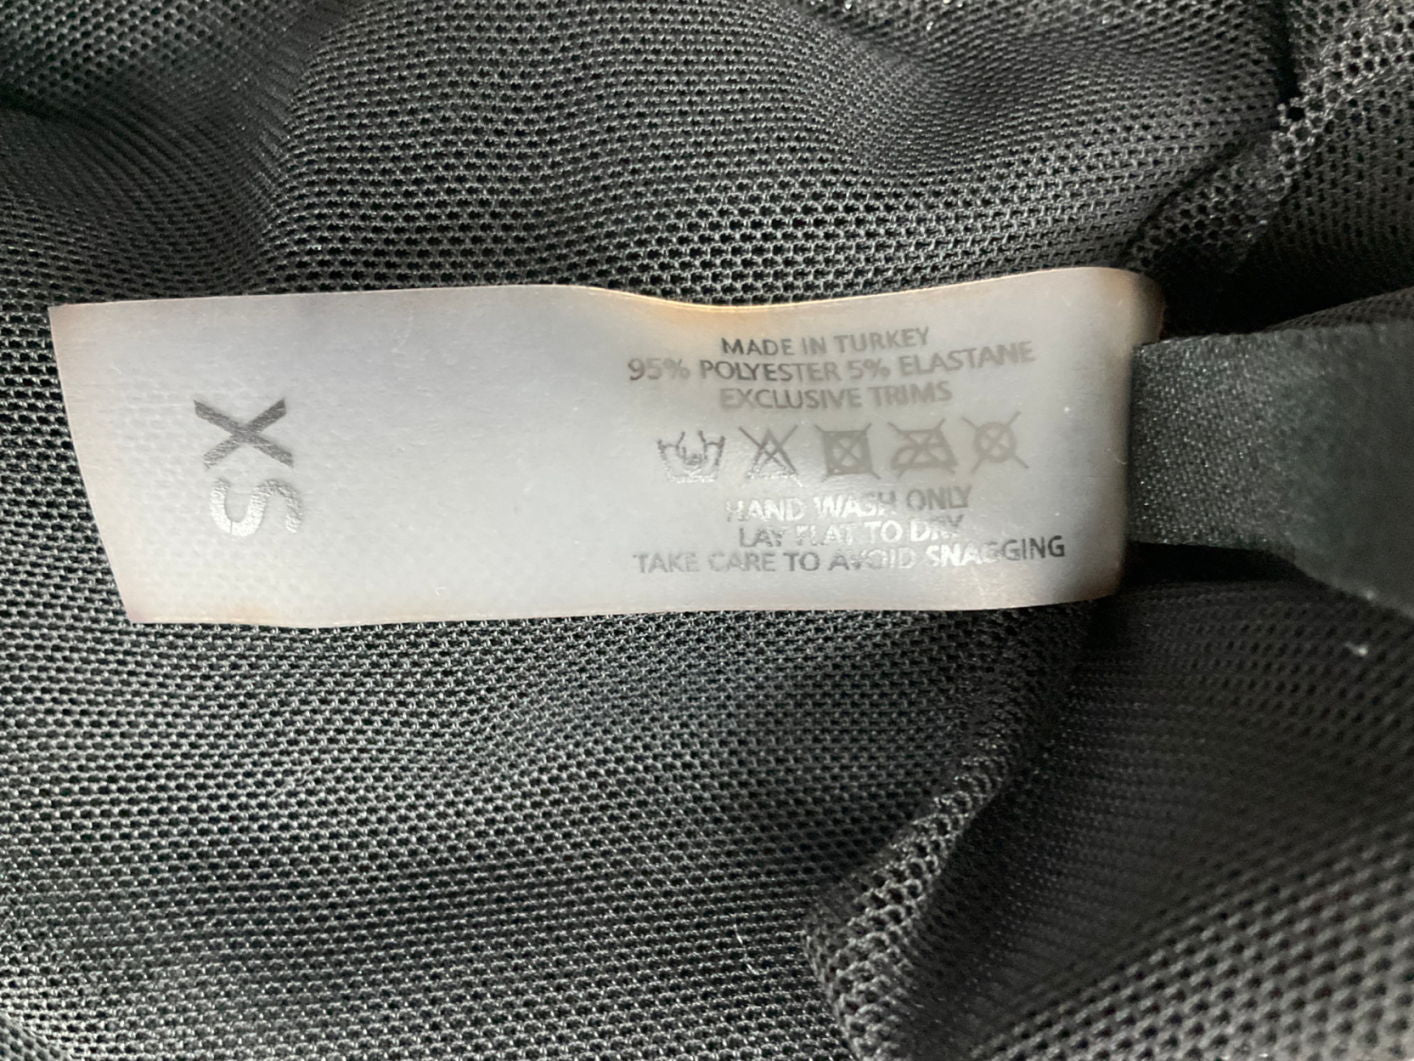 XS
MADE IN TURKEY
95% POLYESTER 5% ELASTANE
EXCLUSIVE TRIMS
HAND WASH ONLY
LAY FLAT TO DRY
TAKE CARE TO AVOID SNAGGING